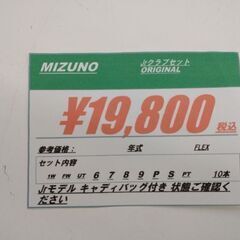 MIZUNO
Jrクラブセット
ORIGINAL
¥19,800 税込
参考価格： 年式 FLEX
セット内容
1W FW UT 6 7 8 9 P S PT 10本
Jrモデル キャディバッグ付き 状態ご確認く
ださい